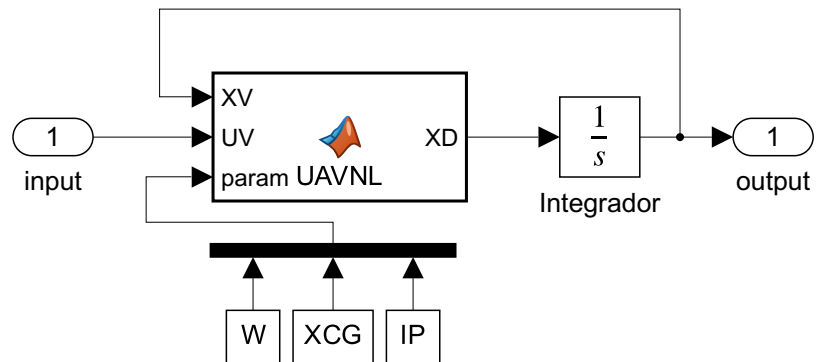 XV
1
UV
XD
1
s
1
input
param
UAVNL
Integrador
output
W
XCG
IP